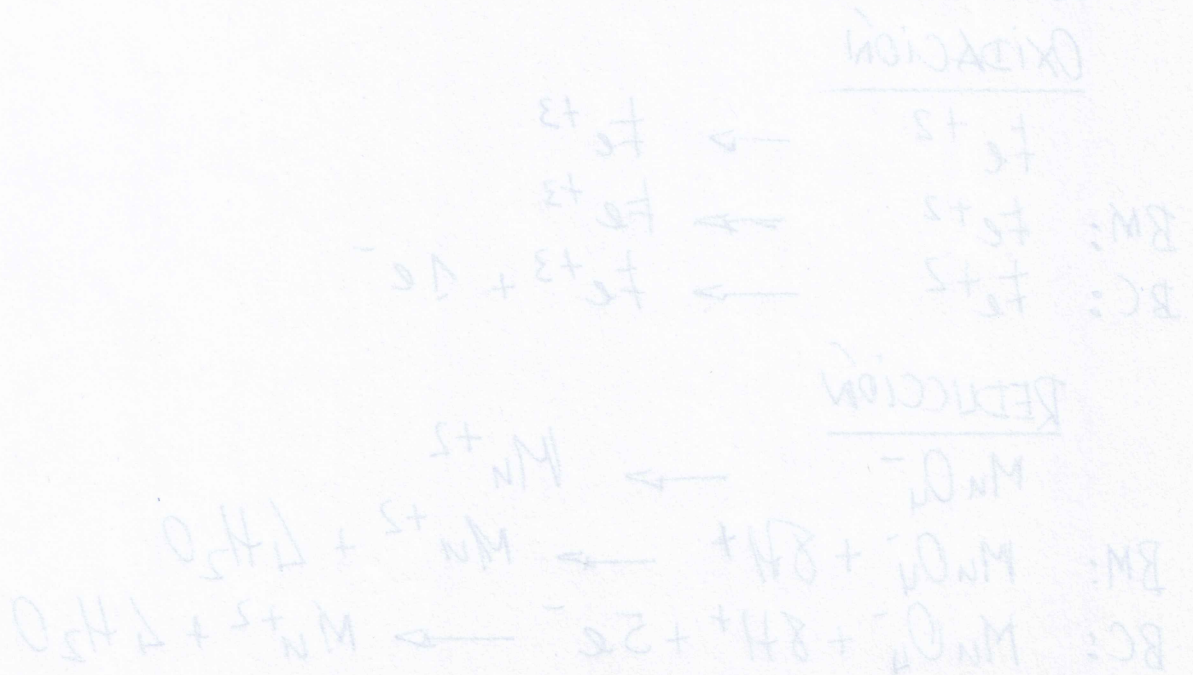 OXIDACIÓN
Fe⁺² → Fe⁺³
BM: Fe⁺² → Fe⁺³
BC: Fe⁺² → Fe⁺³ + 1e⁻
REDUCCIÓN
MnO₄⁻ → Mn⁺²
BM: MnO₄⁻ + 8H⁺ → Mn⁺² + 4H₂O
BC: MnO₄⁻ + 8H⁺ + 5e⁻ → Mn⁺² + 4H₂O